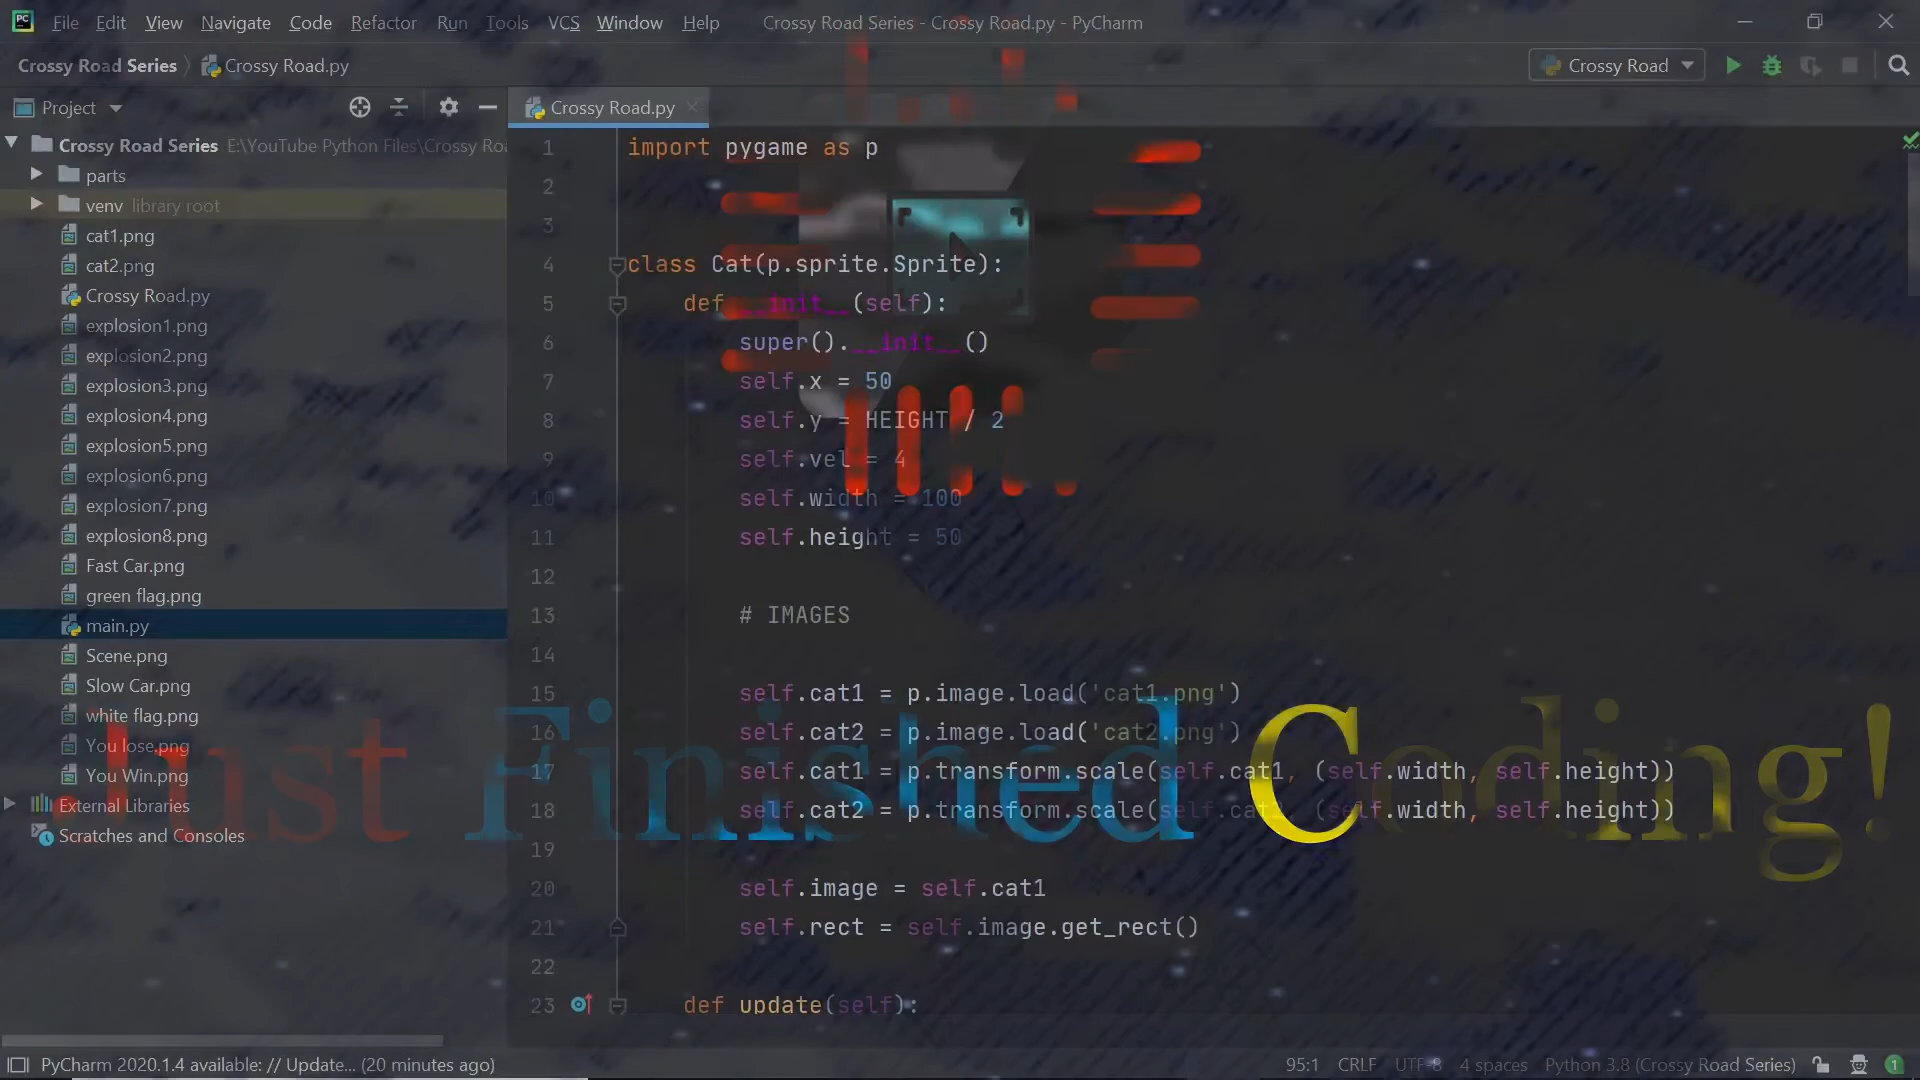 File Edit View Navigate Code Refactor Run Tools VCS Window Help Crossy Road Series - Crossy Road.py - PyCharm
Crossy Road Series Crossy Road.py Crossy Road
Project Crossy Road.py
Crossy Road Series E:\YouTube Python Files\Crossy Roa
parts
venv library root
cat1.png
cat2.png
Crossy Road.py
explosion1.png
explosion2.png
explosion3.png
explosion4.png
explosion5.png
explosion6.png
explosion7.png
explosion8.png
Fast Car.png
green flag.png
main.py
Scene.png
Slow Car.png
white flag.png
You lose.png
You Win.png
External Libraries
Scratches and Consoles
1 import pygame as p
2
3
4 class Cat(p.sprite.Sprite):
5 def __init__(self):
6 super().__init__()
7 self.x = 50
8 self.y = HEIGHT / 2
9 self.vel = 4
10 self.width = 100
11 self.height = 50
12
13 # IMAGES
14
15 self.cat1 = p.image.load('cat1.png')
16 self.cat2 = p.image.load('cat2.png')
17 self.cat1 = p.transform.scale(self.cat1, (self.width, self.height))
18 self.cat2 = p.transform.scale(self.cat2, (self.width, self.height))
19
20 self.image = self.cat1
21 self.rect = self.image.get_rect()
22
23 def update(self):
Just Finished Coding!
PyCharm 2020.1.4 available: // Update... (20 minutes ago) 95:1 CRLF UTF-8 4 spaces Python 3.8 (Crossy Road Series) 1